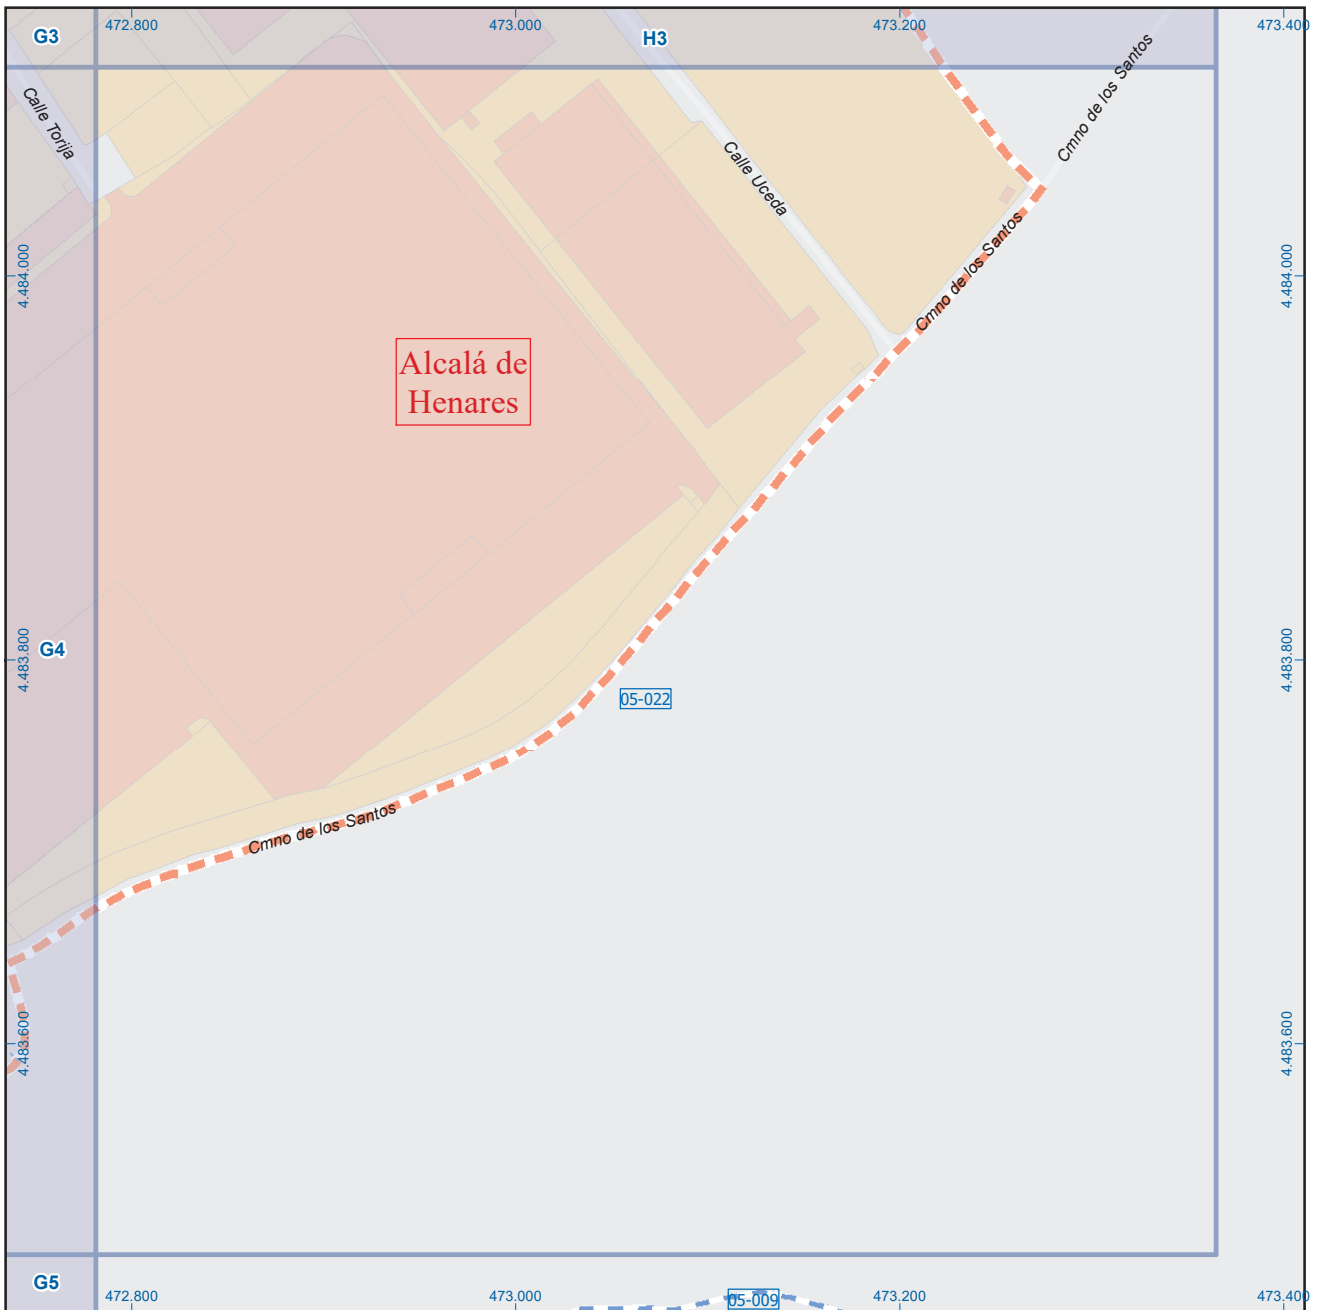 472.800
473.000
473.200
473.400
G3
H3
Cmno de los Santos
Calle Torija
Calle Uceda
Cmno de los Santos
4.484.000
4.484.000
Alcalá de
Henares
4.483.800
G4
4.483.800
05-022
Cmno de los Santos
4.483.600
4.483.600
G5
472.800
473.000
05-009
473.200
473.400